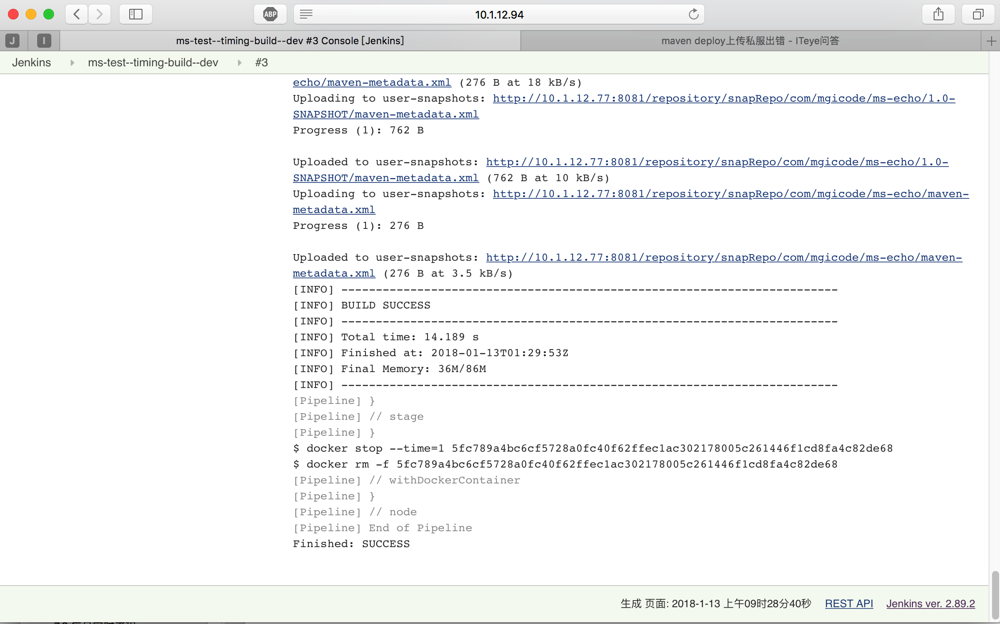 ABP
10.1.12.94
J
I
ms-test--timing-build--dev #3 Console [Jenkins]
maven deploy上传私服出错 - ITeye问答
Jenkins
ms-test--timing-build--dev
#3
echo/maven-metadata.xml (276 B at 18 kB/s)
Uploading to user-snapshots: http://10.1.12.77:8081/repository/snapRepo/com/mgicode/ms-echo/1.0-
SNAPSHOT/maven-metadata.xml
Progress (1): 762 B
Uploaded to user-snapshots: http://10.1.12.77:8081/repository/snapRepo/com/mgicode/ms-echo/1.0-
SNAPSHOT/maven-metadata.xml (762 B at 10 kB/s)
Uploading to user-snapshots: http://10.1.12.77:8081/repository/snapRepo/com/mgicode/ms-echo/maven-
metadata.xml
Progress (1): 276 B
Uploaded to user-snapshots: http://10.1.12.77:8081/repository/snapRepo/com/mgicode/ms-echo/maven-
metadata.xml (276 B at 3.5 kB/s)
[INFO] ------------------------------------------------------------------------
[INFO] BUILD SUCCESS
[INFO] ------------------------------------------------------------------------
[INFO] Total time: 14.189 s
[INFO] Finished at: 2018-01-13T01:29:53Z
[INFO] Final Memory: 36M/86M
[INFO] ------------------------------------------------------------------------
[Pipeline] }
[Pipeline] // stage
[Pipeline] }
$ docker stop --time=1 5fc789a4bc6cf5728a0fc40f62ffec1ac302178005c261446f1cd8fa4c82de68
$ docker rm -f 5fc789a4bc6cf5728a0fc40f62ffec1ac302178005c261446f1cd8fa4c82de68
[Pipeline] // withDockerContainer
[Pipeline] }
[Pipeline] // node
[Pipeline] End of Pipeline
Finished: SUCCESS
生成 页面: 2018-1-13 上午09时28分40秒
REST API
Jenkins ver. 2.89.2